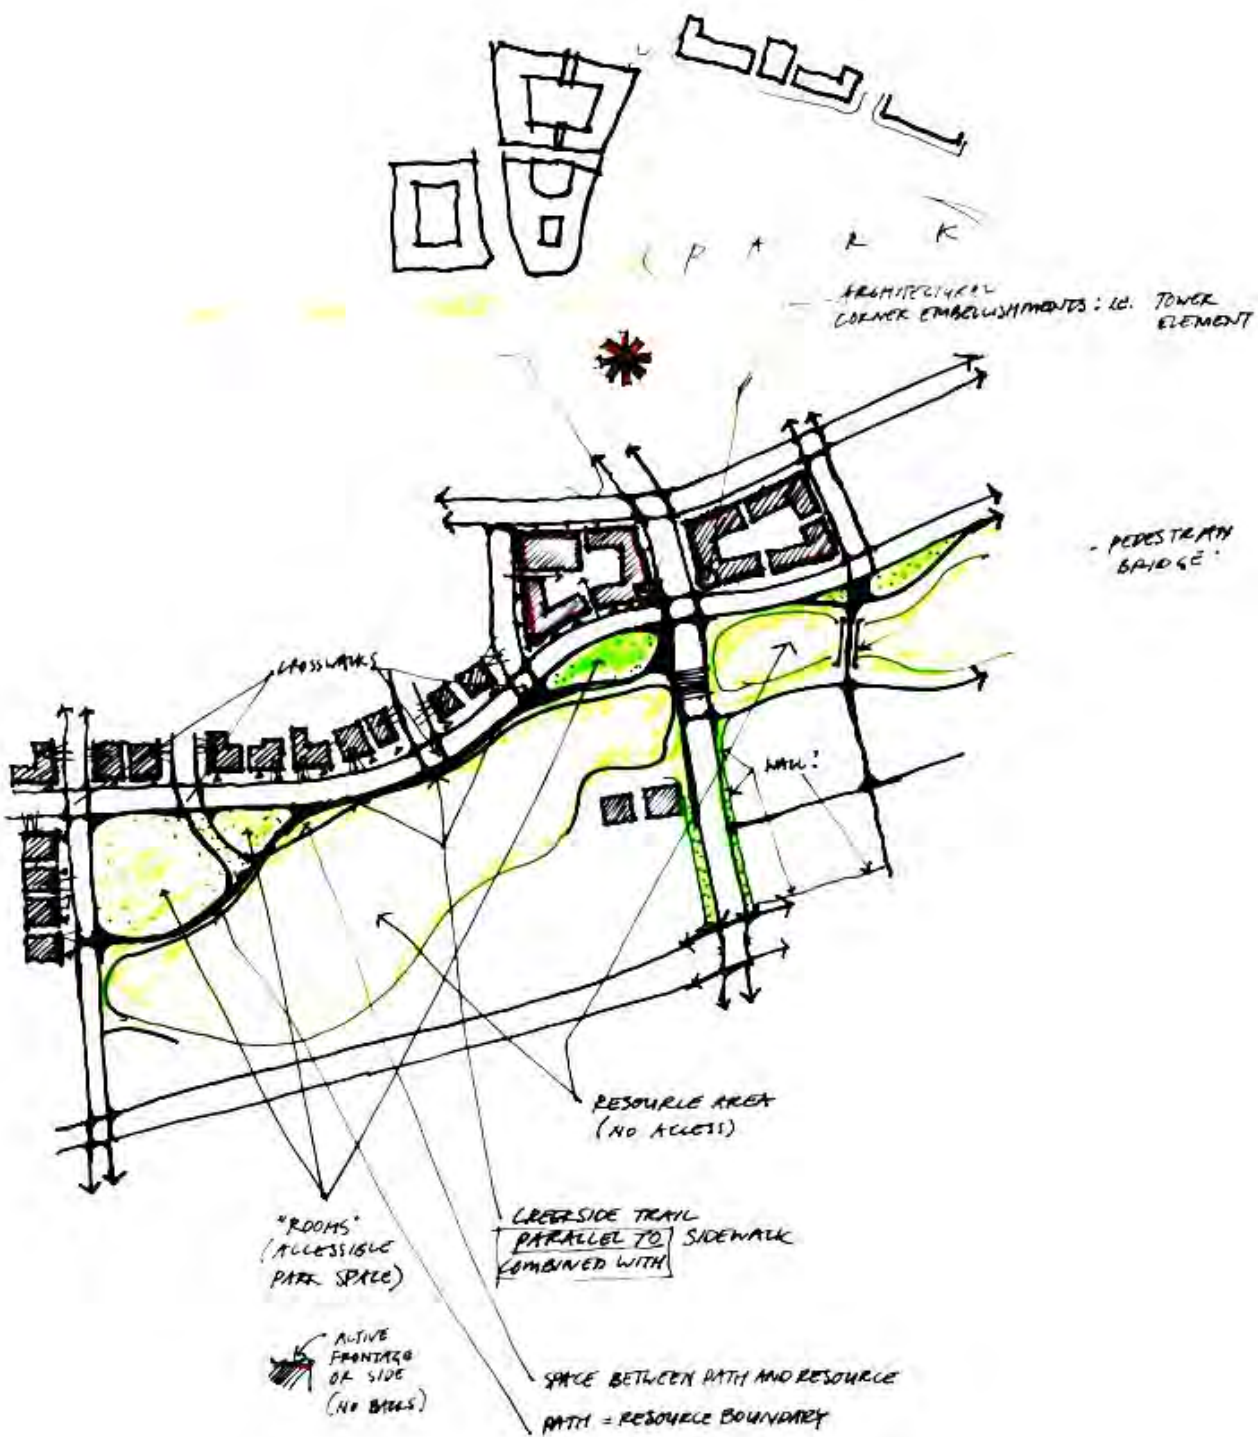 PARK
ARCHITECTURAL
CORNER EMBELLISHMENTS: I.E. TOWER
ELEMENT
- PEDESTRIAN
BRIDGE
CROSSWALKS
WALL?
RESOURCE AREA
(NO ACCESS)
"ROOMS"
(ACCESSIBLE
PARK SPACE)
CREEKSIDE TRAIL
PARALLEL TO SIDEWALK
COMBINED WITH
ACTIVE
FRONTAGE
OR SIDE
(NO BACKS)
SPACE BETWEEN PATH AND RESOURCE
PATH = RESOURCE BOUNDARY